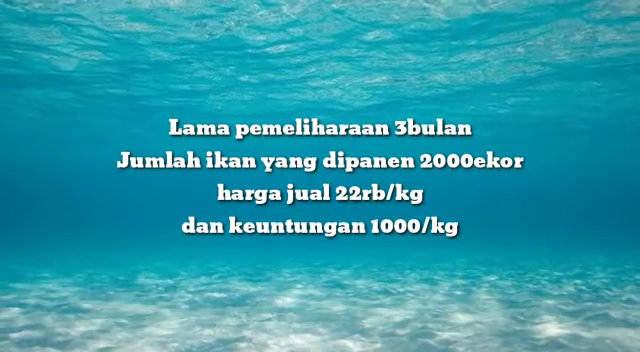 Lama pemeliharaan 3bulan
Jumlah ikan yang dipanen 2000ekor
harga jual 22rb/kg
dan keuntungan 1000/kg